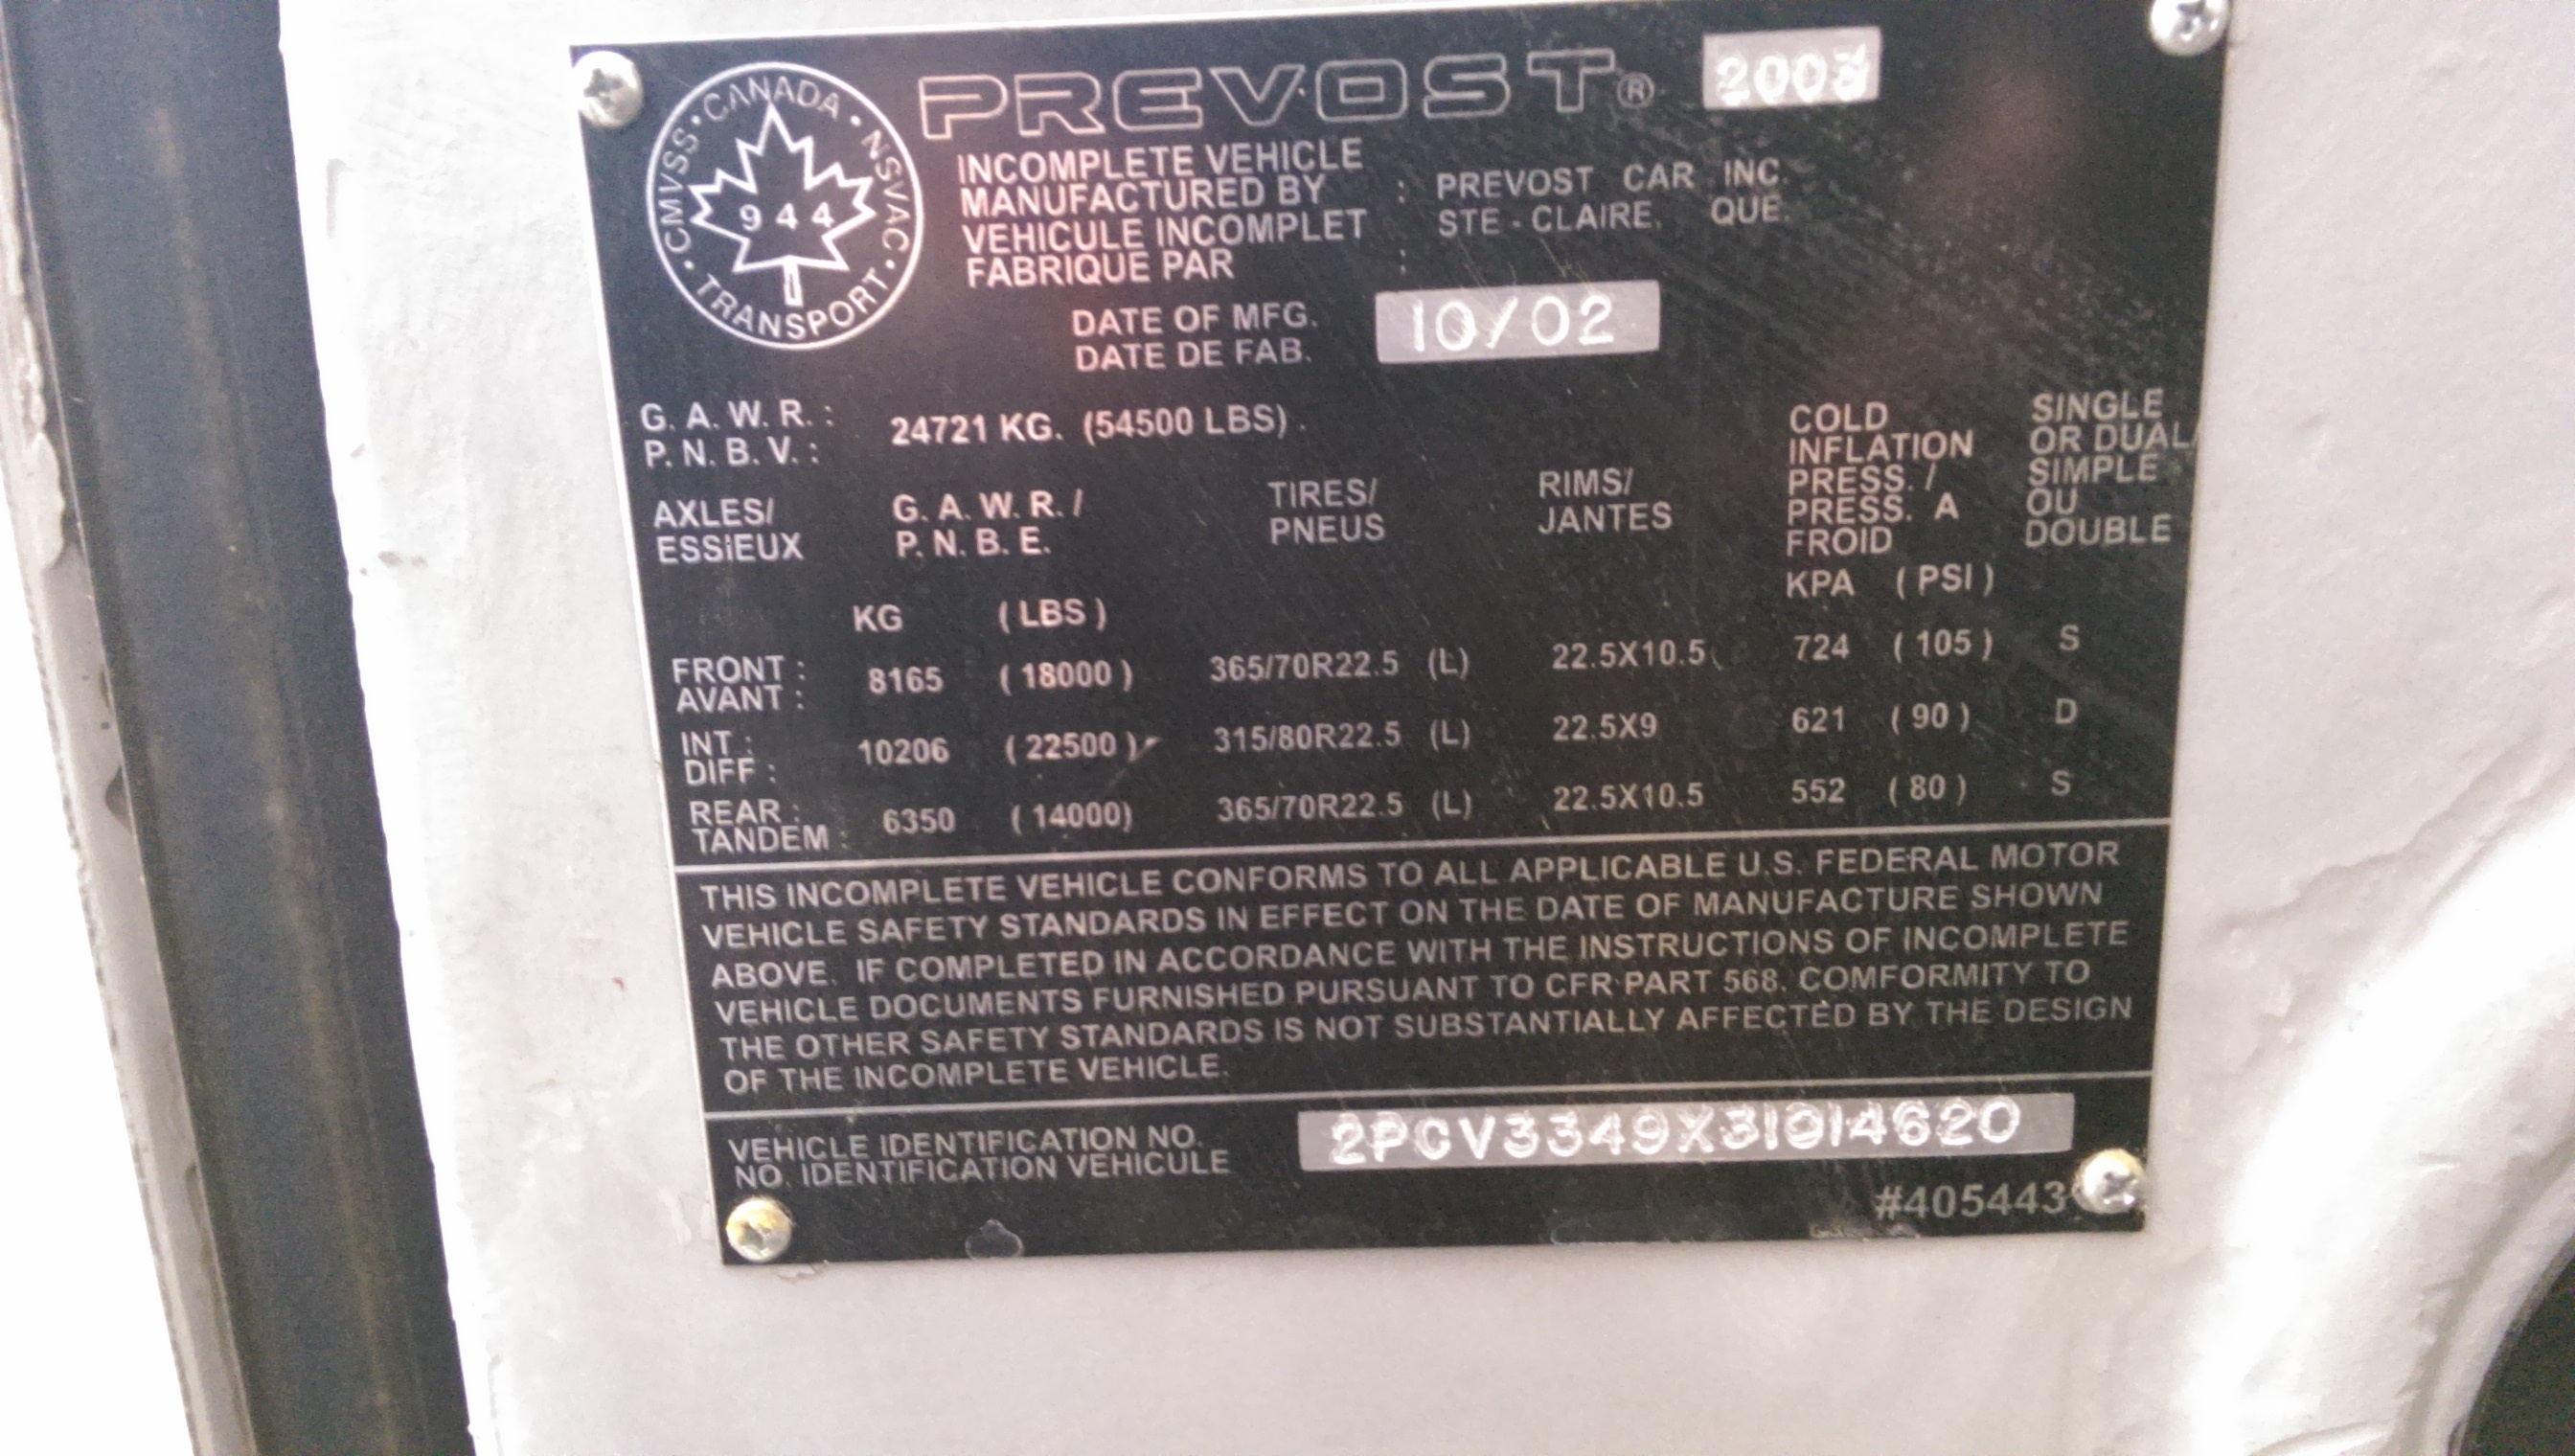 CMVSS · CANADA · NSVAC · TRANSPORT
944
PREVOST® 2003
INCOMPLETE VEHICLE
MANUFACTURED BY : PREVOST CAR INC.
VEHICULE INCOMPLET STE-CLAIRE, QUE.
FABRIQUE PAR :
DATE OF MFG. 10/02
DATE DE FAB.
G. A. W. R. : 24721 KG. (54500 LBS).
P. N. B. V. :
AXLES/
ESSIEUX
G. A. W. R. /
P. N. B. E.
TIRES/
PNEUS
RIMS/
JANTES
COLD
INFLATION
PRESS. /
PRESS. A
FROID
SINGLE
OR DUAL/
SIMPLE
OU
DOUBLE
KG (LBS) KPA (PSI)
FRONT : 8165 (18000) 365/70R22.5 (L) 22.5X10.5 724 (105) S
AVANT :
INT : 10206 (22500) 315/80R22.5 (L) 22.5X9 621 (90) D
DIFF :
REAR : 6350 (14000) 365/70R22.5 (L) 22.5X10.5 552 (80) S
TANDEM :
THIS INCOMPLETE VEHICLE CONFORMS TO ALL APPLICABLE U.S. FEDERAL MOTOR
VEHICLE SAFETY STANDARDS IN EFFECT ON THE DATE OF MANUFACTURE SHOWN
ABOVE. IF COMPLETED IN ACCORDANCE WITH THE INSTRUCTIONS OF INCOMPLETE
VEHICLE DOCUMENTS FURNISHED PURSUANT TO CFR PART 568, COMFORMITY TO
THE OTHER SAFETY STANDARDS IS NOT SUBSTANTIALLY AFFECTED BY THE DESIGN
OF THE INCOMPLETE VEHICLE.
VEHICLE IDENTIFICATION NO. 2PCV3349X31014620
NO. IDENTIFICATION VEHICULE
#405443